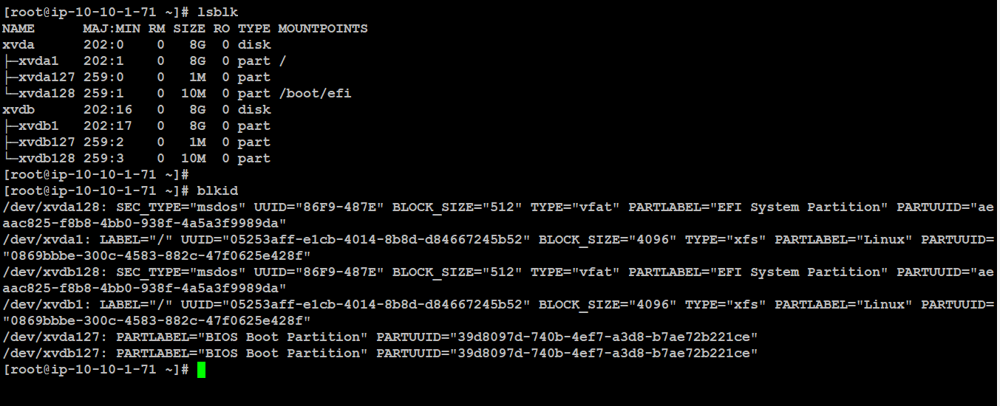 [root@ip-10-10-1-71 ~]# lsblk
NAME      MAJ:MIN RM SIZE RO TYPE MOUNTPOINTS
xvda      202:0    0   8G  0 disk
├─xvda1   202:1    0   8G  0 part /
├─xvda127 259:0    0   1M  0 part
└─xvda128 259:1    0  10M  0 part /boot/efi
xvdb      202:16   0   8G  0 disk
├─xvdb1   202:17   0   8G  0 part
├─xvdb127 259:2    0   1M  0 part
└─xvdb128 259:3    0  10M  0 part
[root@ip-10-10-1-71 ~]#
[root@ip-10-10-1-71 ~]# blkid
/dev/xvda128: SEC_TYPE="msdos" UUID="86F9-487E" BLOCK_SIZE="512" TYPE="vfat" PARTLABEL="EFI System Partition" PARTUUID="ae
aac825-f8b8-4bb0-938f-4a5a3f9989da"
/dev/xvda1: LABEL="/" UUID="05253aff-e1cb-4014-8b8d-d84667245b52" BLOCK_SIZE="4096" TYPE="xfs" PARTLABEL="Linux" PARTUUID=
"0869bbbe-300c-4583-882c-47f0625e428f"
/dev/xvdb128: SEC_TYPE="msdos" UUID="86F9-487E" BLOCK_SIZE="512" TYPE="vfat" PARTLABEL="EFI System Partition" PARTUUID="ae
aac825-f8b8-4bb0-938f-4a5a3f9989da"
/dev/xvdb1: LABEL="/" UUID="05253aff-e1cb-4014-8b8d-d84667245b52" BLOCK_SIZE="4096" TYPE="xfs" PARTLABEL="Linux" PARTUUID=
"0869bbbe-300c-4583-882c-47f0625e428f"
/dev/xvda127: PARTLABEL="BIOS Boot Partition" PARTUUID="39d8097d-740b-4ef7-a3d8-b7ae72b221ce"
/dev/xvdb127: PARTLABEL="BIOS Boot Partition" PARTUUID="39d8097d-740b-4ef7-a3d8-b7ae72b221ce"
[root@ip-10-10-1-71 ~]#